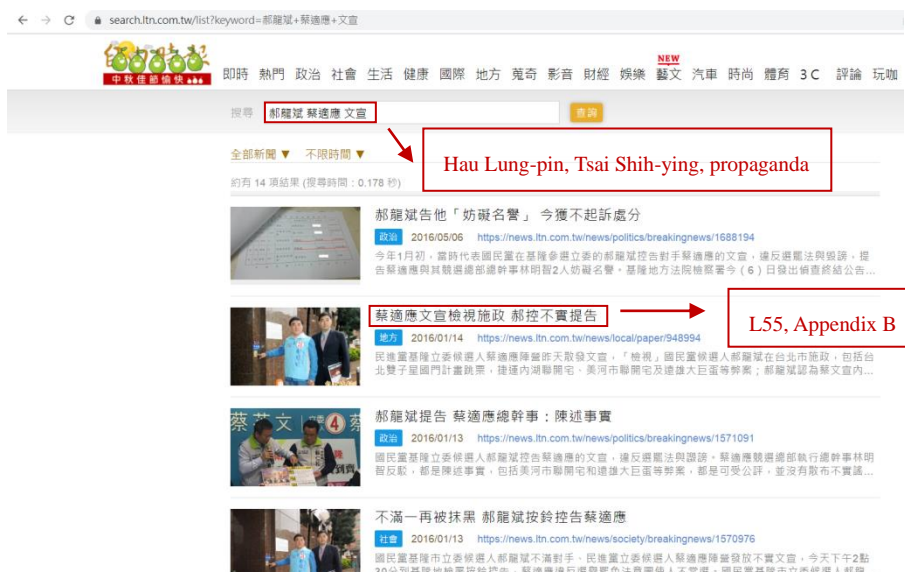 search.ltn.com.tw/list?keyword=郝龍斌+蔡適應+文宣
自由時報
中秋佳節愉快
即時 熱門 政治 社會 生活 健康 國際 地方 蒐奇 影音 財經 娛樂 藝文 汽車 時尚 體育 3C 評論 玩咖
NEW
搜尋 郝龍斌 蔡適應 文宣 查詢
全部新聞▼ 不限時間▼
Hau Lung-pin, Tsai Shih-ying, propaganda
約有 14 項結果 (搜尋時間：0.178 秒)
郝龍斌告他「妨礙名譽」 今獲不起訴處分
政治 2016/05/06 https://news.ltn.com.tw/news/politics/breakingnews/1688194
今年1月初，當時代表國民黨在基隆參選立委的郝龍斌控告對手蔡適應的文宣，違反選罷法與毀謗，提
告蔡適應與其競選總部總幹事林明智2人妨礙名譽。基隆地方法院檢察署今（6）日發出偵查終結公告...
蔡適應文宣檢視施政 郝控不實提告
L55, Appendix B
地方 2016/01/14 https://news.ltn.com.tw/news/local/paper/948994
民進黨基隆立委候選人蔡適應陣營昨天散發文宣，「檢視」國民黨候選人郝龍斌在台北市施政，包括台
北雙子星國門計畫跳票，捷運內湖聯開宅、美河市聯開宅及遠雄大巨蛋等弊案；郝龍斌認為蔡文宣內...
郝龍斌提告 蔡適應總幹事：陳述事實
政治 2016/01/13 https://news.ltn.com.tw/news/politics/breakingnews/1571091
國民黨基隆立委候選人郝龍斌控告蔡適應的文宣，違反選罷法與譭謗。蔡適應競選總部執行總幹事林明
智反駁，都是陳述事實，包括美河市聯開宅和遠雄大巨蛋等弊案，都是可受公評，並沒有散布不實謠...
蔡英文 4 蔡
不滿一再被抹黑 郝龍斌按鈴控告蔡適應
社會 2016/01/13 https://news.ltn.com.tw/news/society/breakingnews/1570976
國民黨基隆市立委候選人郝龍斌不滿對手、民進黨立委候選人蔡適應陣營發放不實文宣，今天下午2點